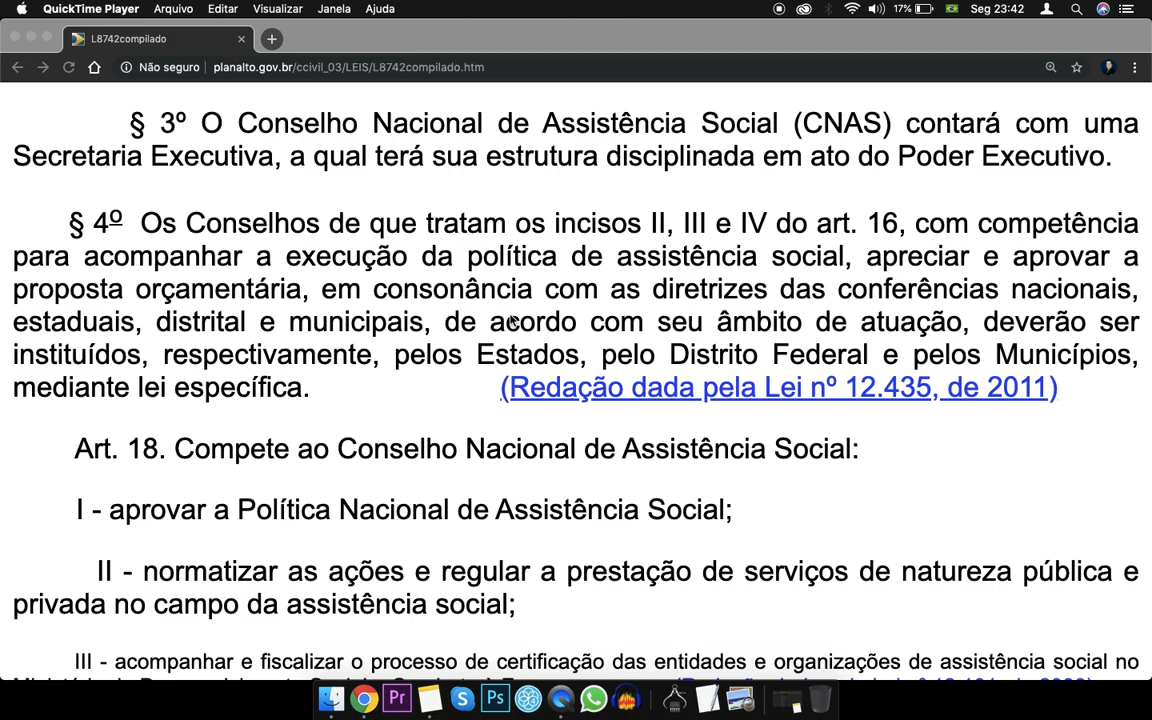 QuickTime Player Arquivo Editar Visualizar Janela Ajuda 17% Seg 23:42
L8742compilado
Não seguro planalto.gov.br/ccivil_03/LEIS/L8742compilado.htm
§ 3º O Conselho Nacional de Assistência Social (CNAS) contará com uma
Secretaria Executiva, a qual terá sua estrutura disciplinada em ato do Poder Executivo.
§ 4º Os Conselhos de que tratam os incisos II, III e IV do art. 16, com competência
para acompanhar a execução da política de assistência social, apreciar e aprovar a
proposta orçamentária, em consonância com as diretrizes das conferências nacionais,
estaduais, distrital e municipais, de acordo com seu âmbito de atuação, deverão ser
instituídos, respectivamente, pelos Estados, pelo Distrito Federal e pelos Municípios,
mediante lei específica. (Redação dada pela Lei nº 12.435, de 2011)
Art. 18. Compete ao Conselho Nacional de Assistência Social:
I - aprovar a Política Nacional de Assistência Social;
II - normatizar as ações e regular a prestação de serviços de natureza pública e
privada no campo da assistência social;
III - acompanhar e fiscalizar o processo de certificação das entidades e organizações de assistência social no
Pr Ps